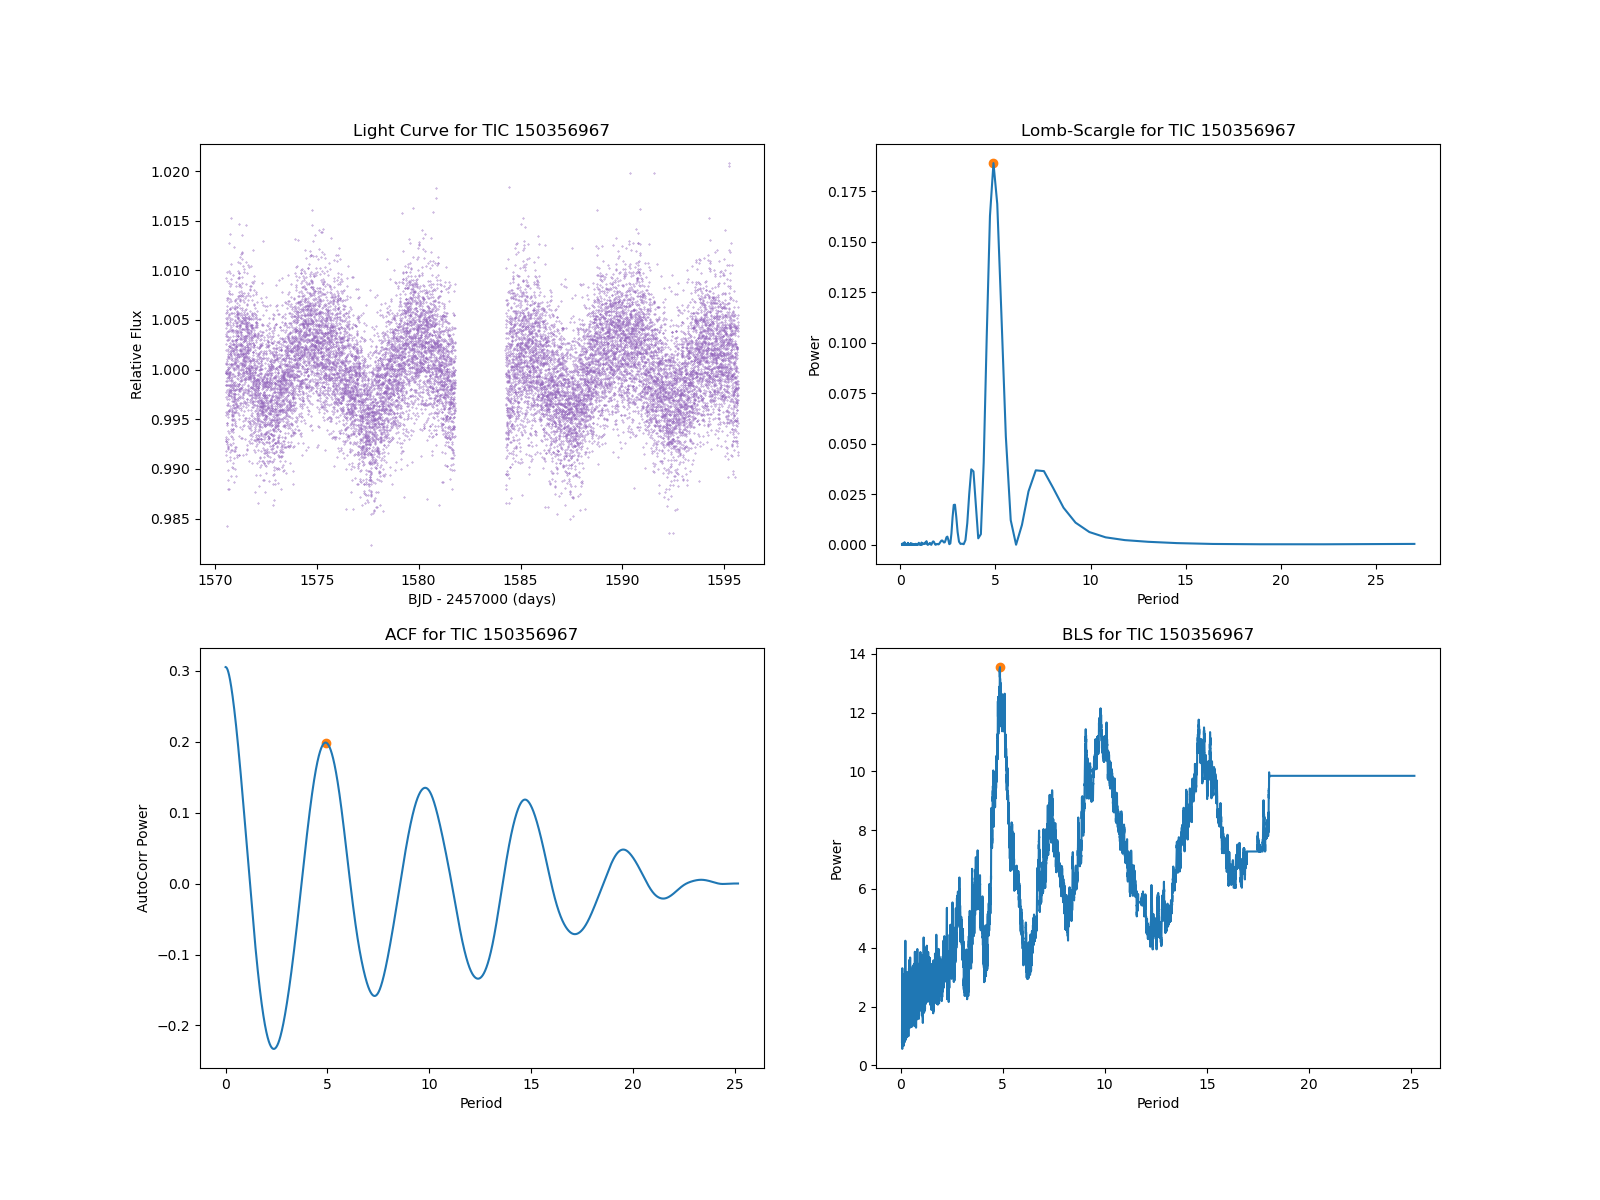 Light Curve for TIC 150356967
1.020
1.015
1.010
1.005
1.000
0.995
0.990
0.985
Relative Flux
1570 1575 1580 1585 1590 1595
BJD - 2457000 (days)
Lomb-Scargle for TIC 150356967
0.175
0.150
0.125
0.100
0.075
0.050
0.025
0.000
Power
0 5 10 15 20 25
Period
ACF for TIC 150356967
0.3
0.2
0.1
0.0
−0.1
−0.2
AutoCorr Power
0 5 10 15 20 25
Period
BLS for TIC 150356967
14
12
10
8
6
4
2
0
Power
0 5 10 15 20 25
Period